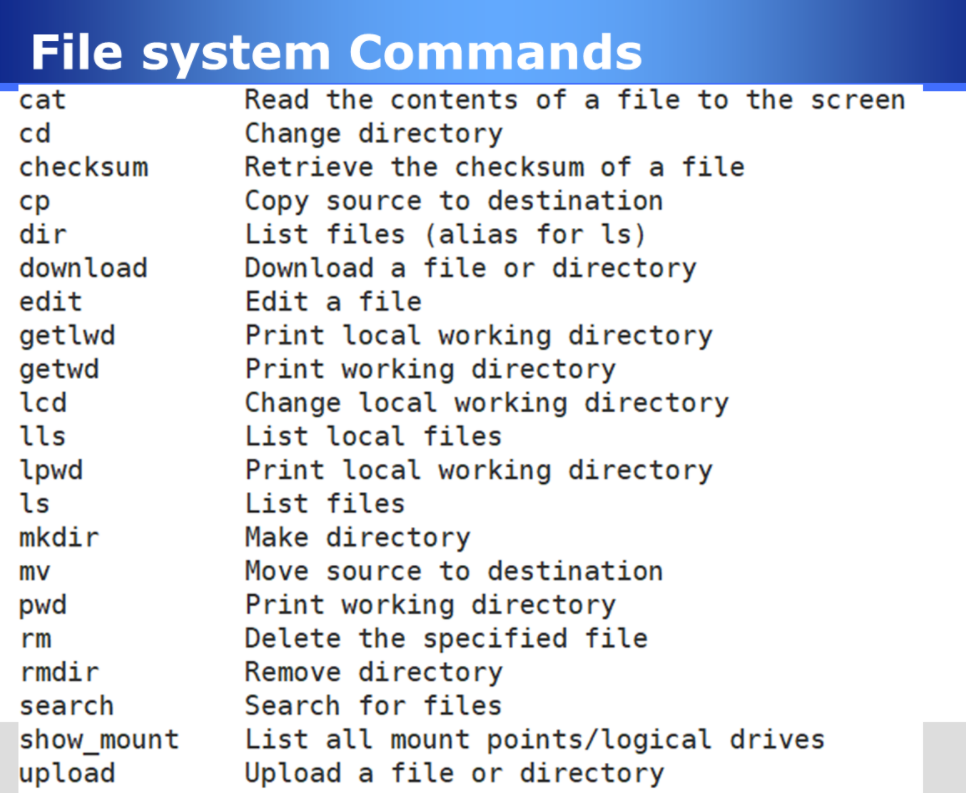 File system Commands
cat Read the contents of a file to the screen
cd Change directory
checksum Retrieve the checksum of a file
cp Copy source to destination
dir List files (alias for ls)
download Download a file or directory
edit Edit a file
getlwd Print local working directory
getwd Print working directory
lcd Change local working directory
lls List local files
lpwd Print local working directory
ls List files
mkdir Make directory
mv Move source to destination
pwd Print working directory
rm Delete the specified file
rmdir Remove directory
search Search for files
show_mount List all mount points/logical drives
upload Upload a file or directory